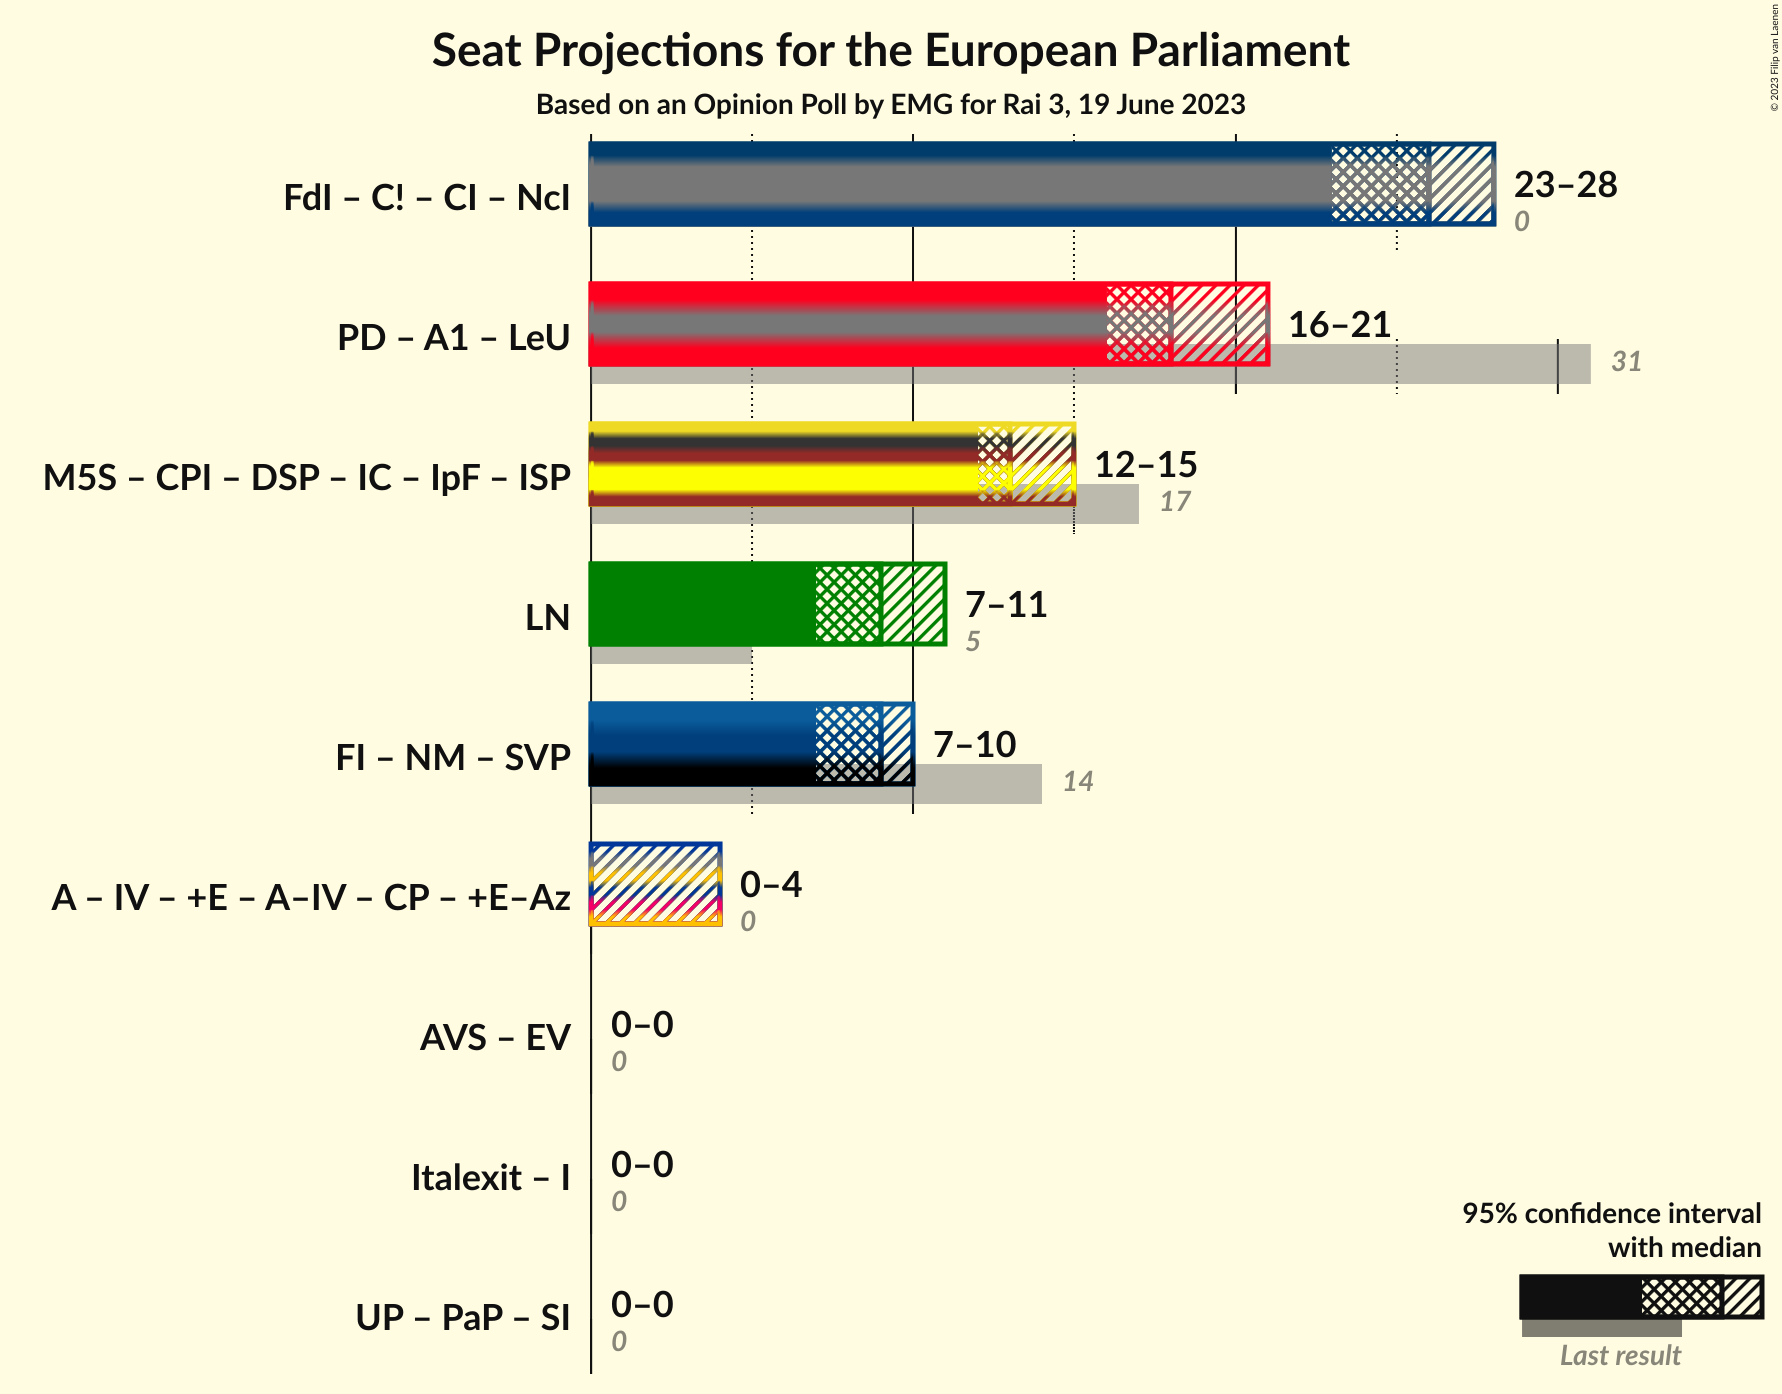 Seat Projections for the European Parliament
Based on an Opinion Poll by EMG for Rai 3, 19 June 2023
© 2023 Filip van Laenen
FdI – C! – CI – NcI
23–28
0
PD – A1 – LeU
16–21
31
M5S – CPI – DSP – IC – IpF – ISP
12–15
17
LN
7–11
5
FI – NM – SVP
7–10
14
A – IV – +E – A–IV – CP – +E–Az
0–4
0
AVS – EV
0–0
0
Italexit – I
0–0
0
UP – PaP – SI
0–0
0
95% confidence interval
with median
Last result